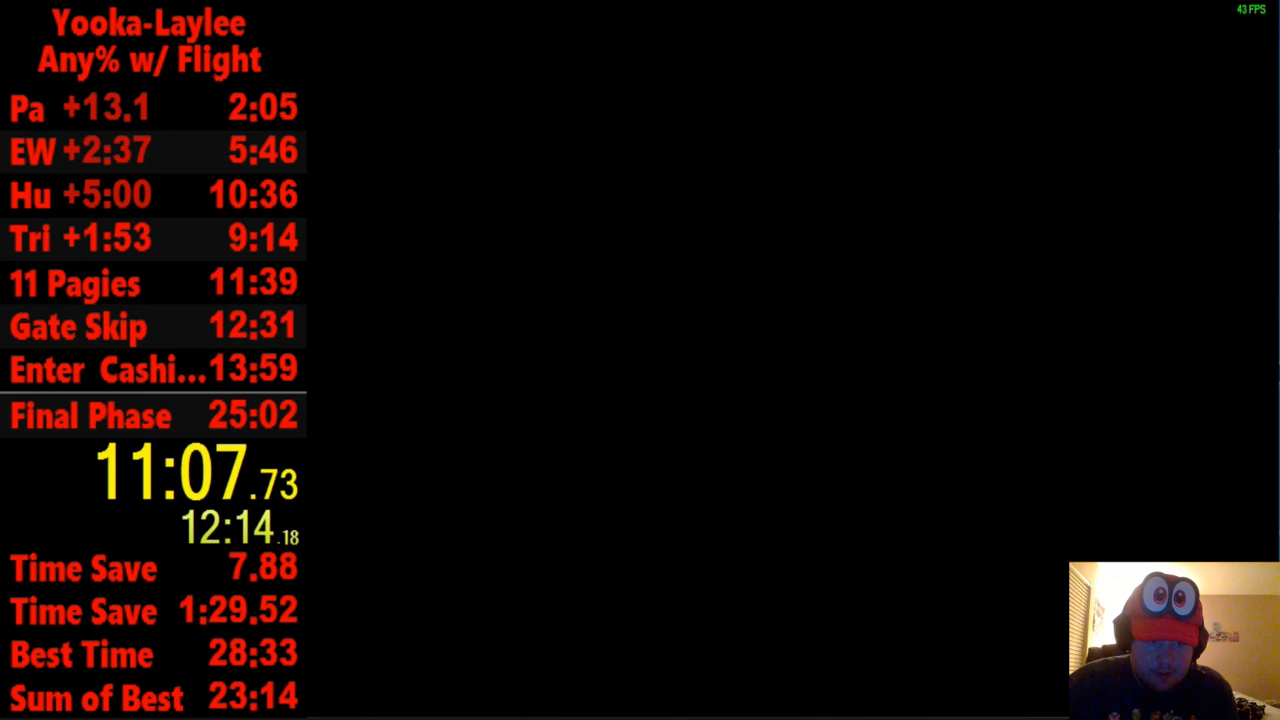 Yooka-Laylee
Any% w/ Flight
43 FPS
Pa +13.1 2:05
EW +2:37 5:46
Hu +5:00 10:36
Tri +1:53 9:14
11 Pagies 11:39
Gate Skip 12:31
Enter Cashi...13:59
Final Phase 25:02
11:07.73
12:14.18
Time Save 7.88
Time Save 1:29.52
Best Time 28:33
Sum of Best 23:14